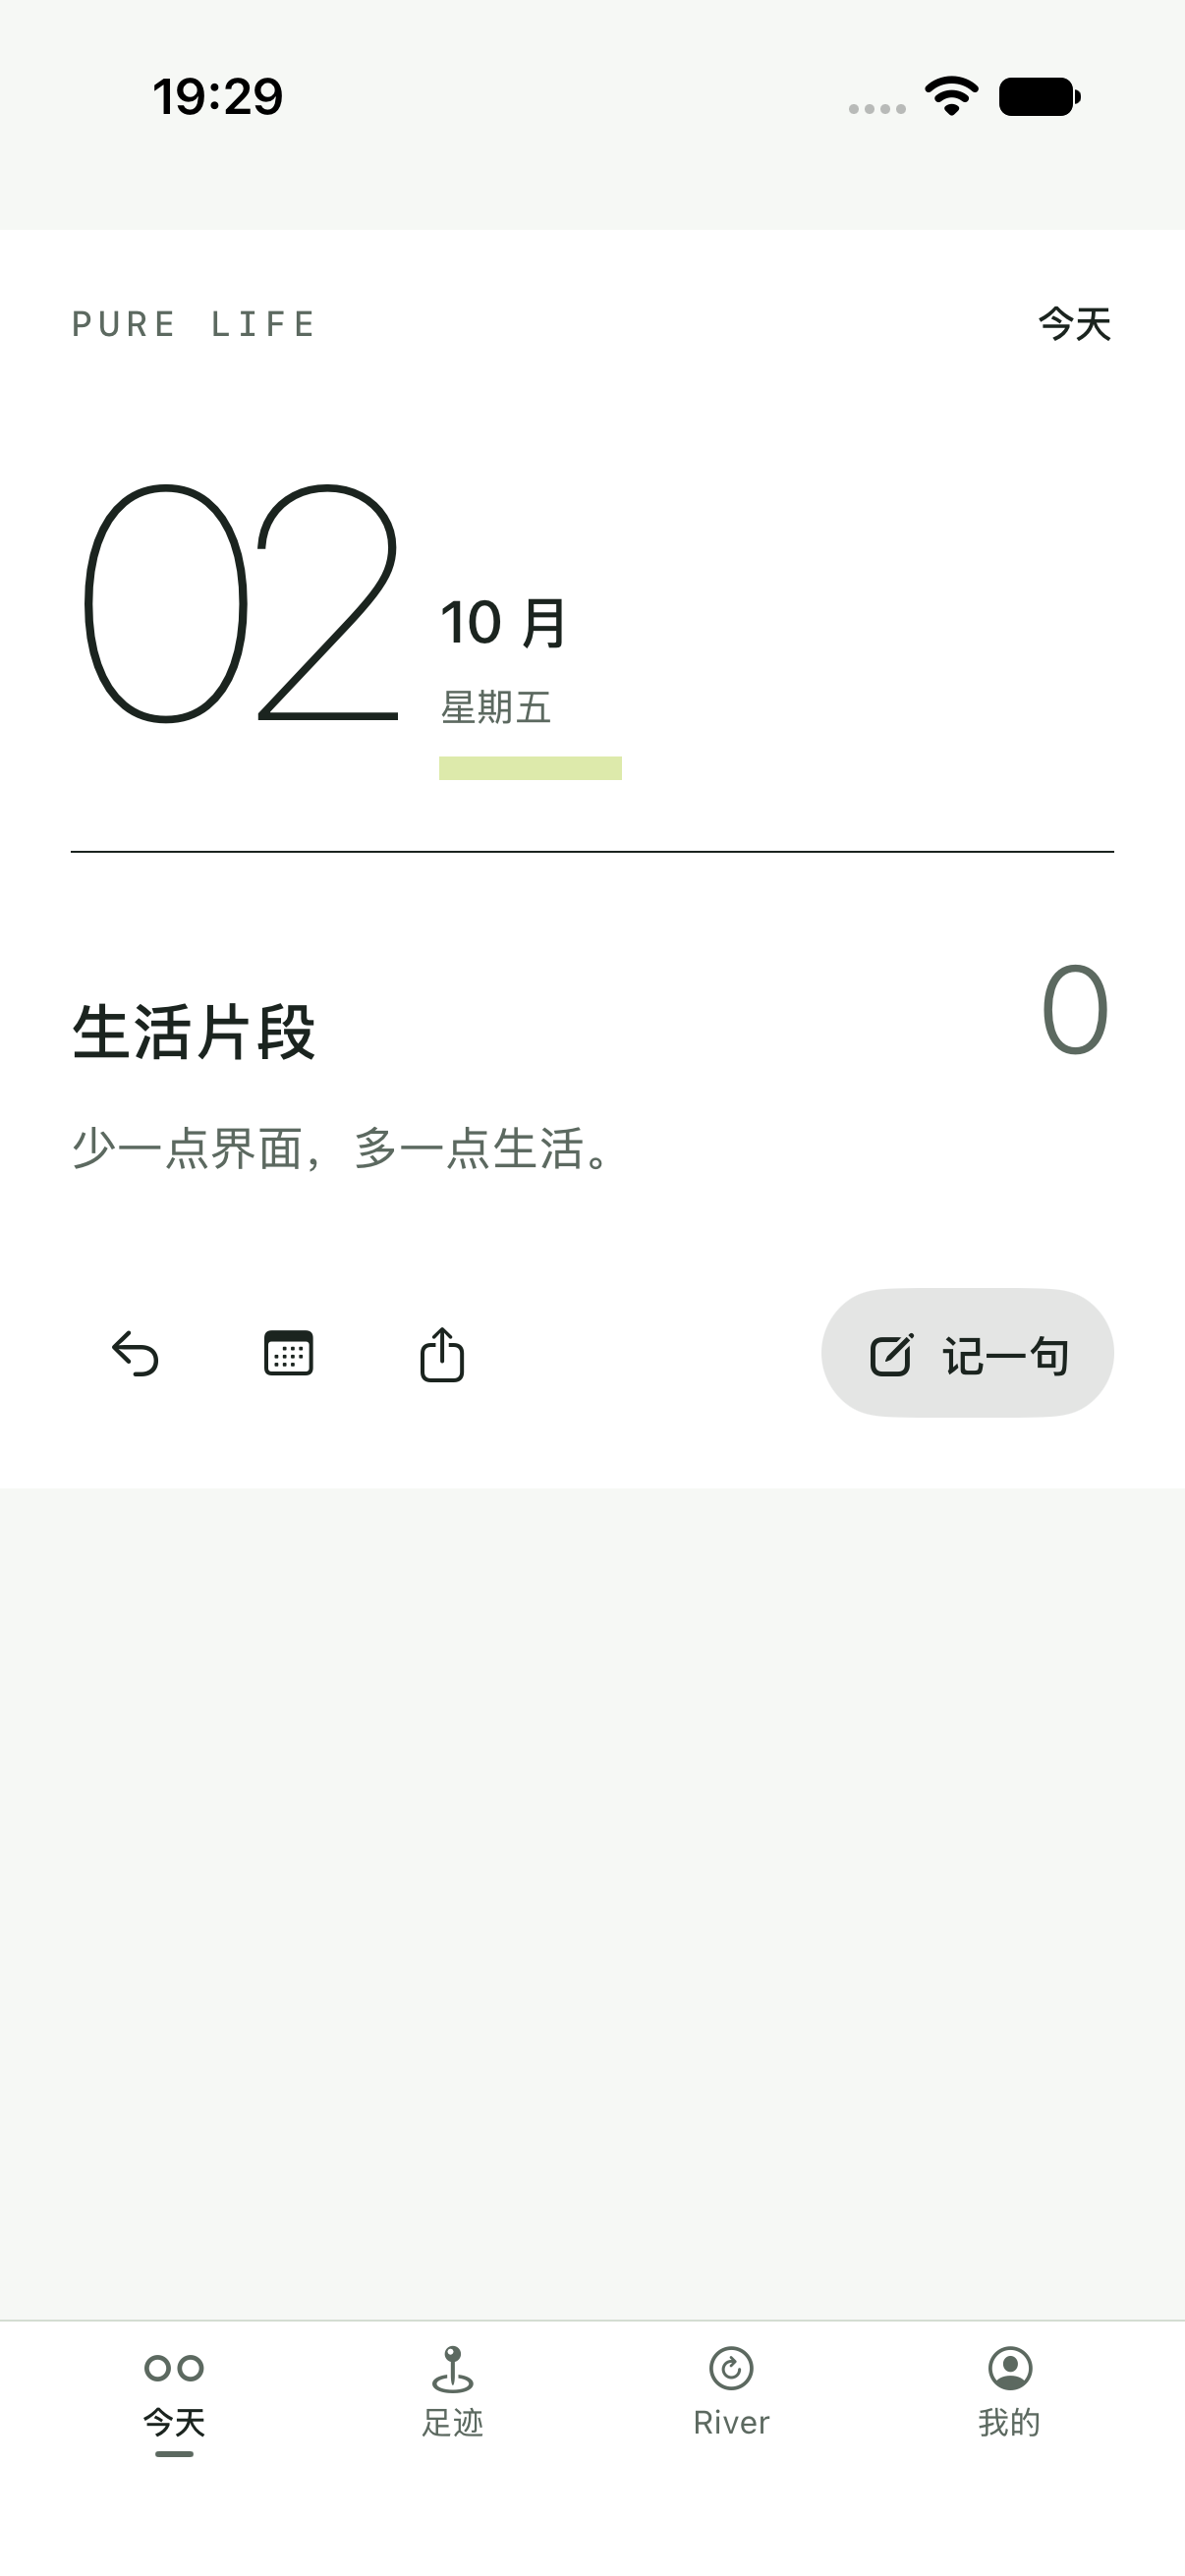 19:29
PURE LIFE
今天
02
10 月
星期五
生活片段
0
少一点界面，多一点生活。
记一句
今天
足迹
River
我的